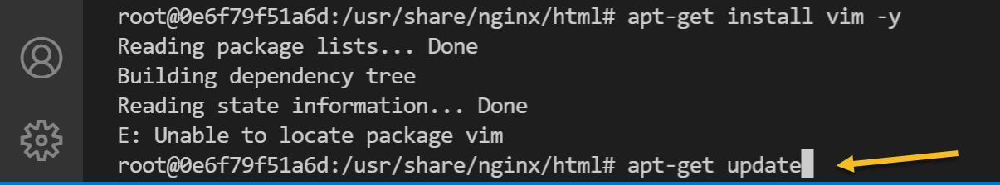 root@0e6f79f51a6d:/usr/share/nginx/html# apt-get install vim -y
Reading package lists... Done
Building dependency tree
Reading state information... Done
E: Unable to locate package vim
root@0e6f79f51a6d:/usr/share/nginx/html# apt-get update